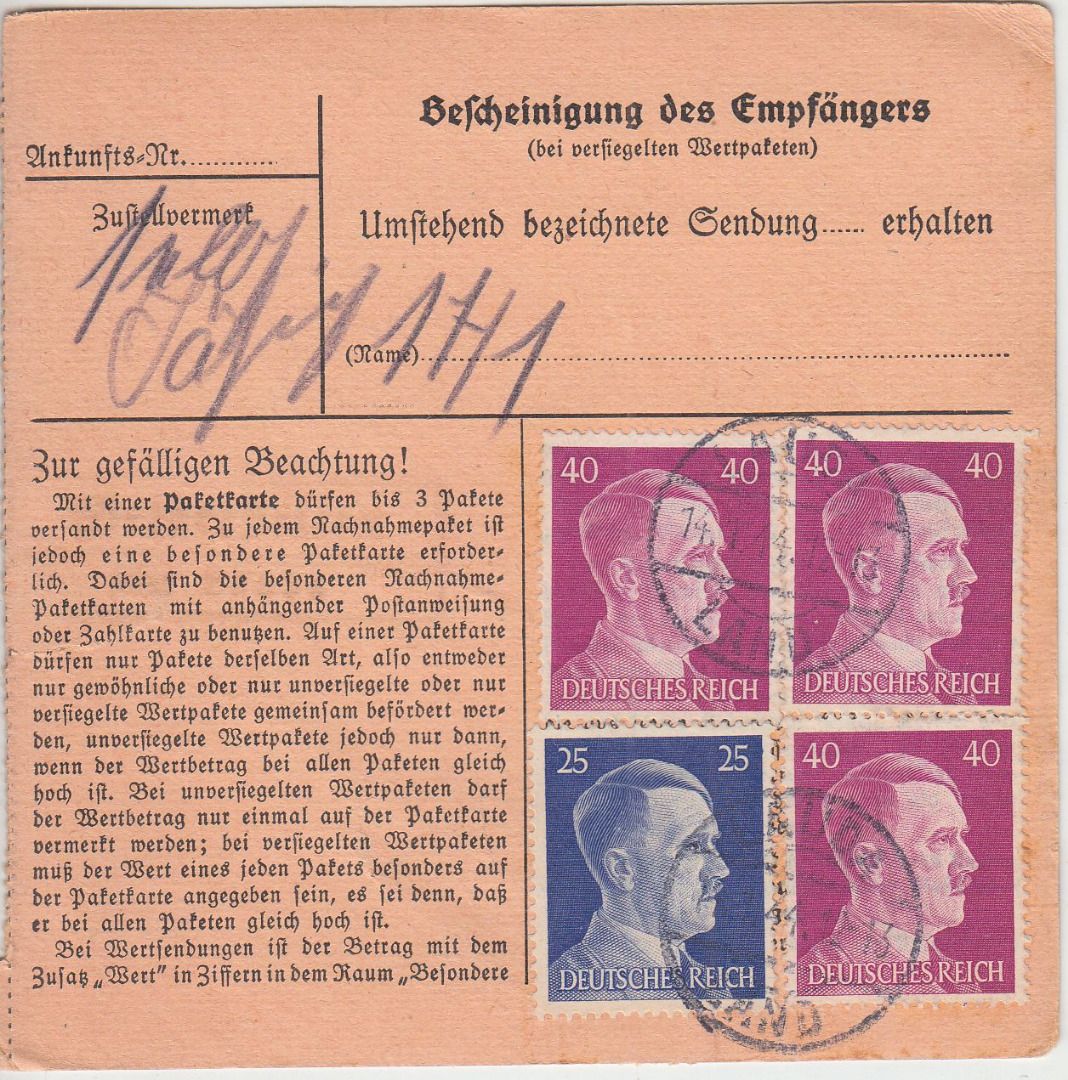 Bescheinigung des Empfängers
(bei versiegelten Wertpaketen)
Ankunfts-Nr.............
Zustellvermerk
Umstehend bezeichnete Sendung...... erhalten
17/1
(Name)
Zur gefälligen Beachtung!
Mit einer Paketkarte dürfen bis 3 Pakete
versandt werden. Zu jedem Nachnahmepaket ist
jedoch eine besondere Paketkarte erforder-
lich. Dabei sind die besonderen Nachnahme-
Paketkarten mit anhängender Postanweisung
oder Zahlkarte zu benutzen. Auf einer Paketkarte
dürfen nur Pakete derselben Art, also entweder
nur gewöhnliche oder nur unversiegelte oder nur
versiegelte Wertpakete gemeinsam befördert wer-
den, unversiegelte Wertpakete jedoch nur dann,
wenn der Wertbetrag bei allen Paketen gleich
hoch ist. Bei unversiegelten Wertpaketen darf
der Wertbetrag nur einmal auf der Paketkarte
vermerkt werden; bei versiegelten Wertpaketen
muß der Wert eines jeden Pakets besonders auf
der Paketkarte angegeben sein, es sei denn, daß
er bei allen Paketen gleich hoch ist.
Bei Wertsendungen ist der Betrag mit dem
Zusatz „Wert" in Ziffern in dem Raum „Besondere
40 40
DEUTSCHES REICH
40 40
DEUTSCHES REICH
25 25
DEUTSCHES REICH
40 40
DEUTSCHES REICH